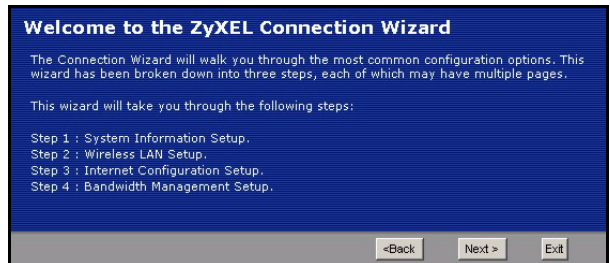 Welcome to the ZyXEL Connection Wizard
The Connection Wizard will walk you through the most common configuration options. This
wizard has been broken down into three steps, each of which may have multiple pages.
This wizard will take you through the following steps:
Step 1 : System Information Setup.
Step 2 : Wireless LAN Setup.
Step 3 : Internet Configuration Setup.
Step 4 : Bandwidth Management Setup.
<Back Next > Exit